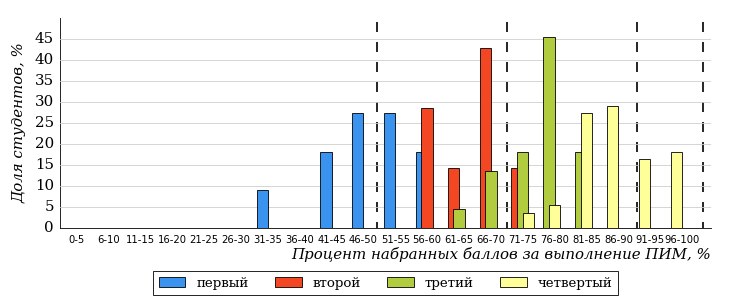 Доля студентов, %
45
40
35
30
25
20
15
10
5
0
0-5 6-10 11-15 16-20 21-25 26-30 31-35 36-40 41-45 46-50 51-55 56-60 61-65 66-70 71-75 76-80 81-85 86-90 91-95 96-100
Процент набранных баллов за выполнение ПИМ, %
первый второй третий четвертый